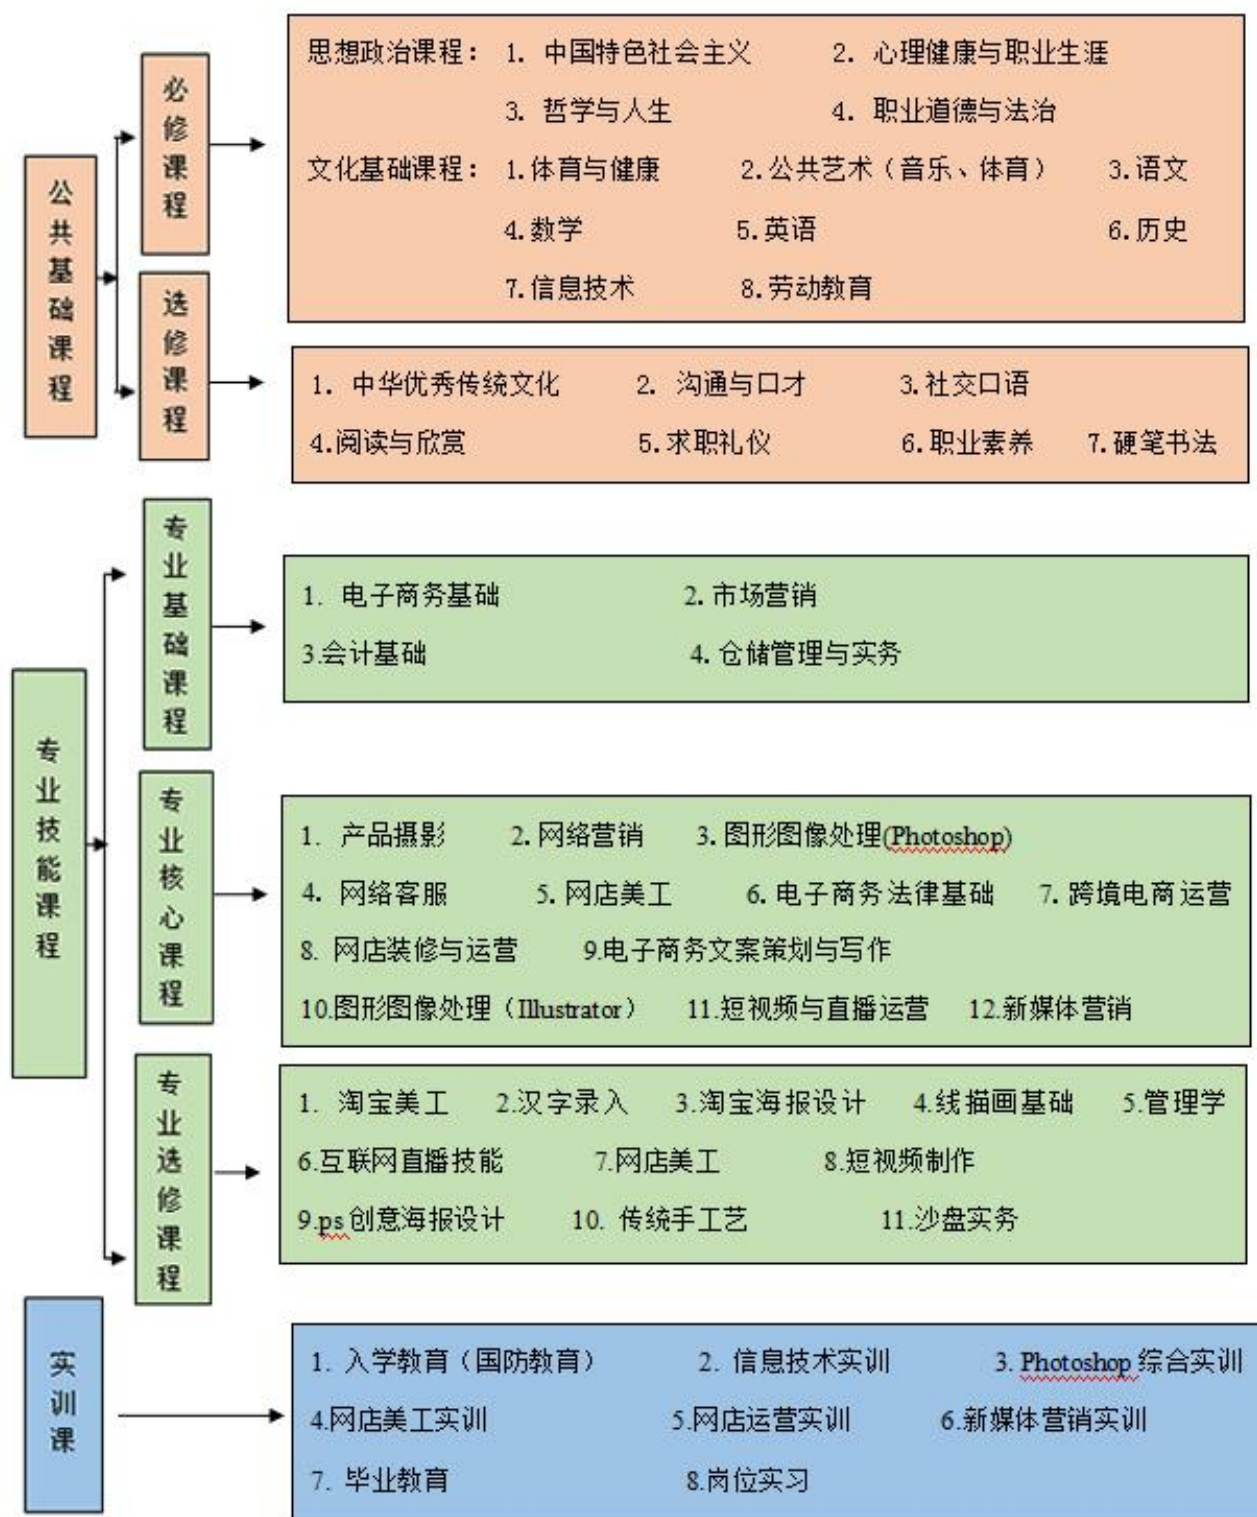 公共基础课程
必修课程
思想政治课程：1. 中国特色社会主义 2. 心理健康与职业生涯
3. 哲学与人生 4. 职业道德与法治
文化基础课程：1.体育与健康 2.公共艺术（音乐、体育） 3.语文
4.数学 5.英语 6.历史
7.信息技术 8.劳动教育
选修课程
1. 中华优秀传统文化 2. 沟通与口才 3.社交口语
4.阅读与欣赏 5.求职礼仪 6.职业素养 7.硬笔书法
专业技能课程
专业基础课程
1. 电子商务基础 2.市场营销
3.会计基础 4.仓储管理与实务
专业核心课程
1. 产品摄影 2.网络营销 3.图形图像处理(Photoshop)
4. 网络客服 5.网店美工 6.电子商务法律基础 7.跨境电商运营
8. 网店装修与运营 9.电子商务文案策划与写作
10.图形图像处理（Illustrator） 11.短视频与直播运营 12.新媒体营销
专业选修课程
1. 淘宝美工 2.汉字录入 3.淘宝海报设计 4.线描画基础 5.管理学
6.互联网直播技能 7.网店美工 8.短视频制作
9.ps创意海报设计 10. 传统手工艺 11.沙盘实务
实训课
1. 入学教育（国防教育） 2. 信息技术实训 3. Photoshop 综合实训
4.网店美工实训 5.网店运营实训 6.新媒体营销实训
7. 毕业教育 8.岗位实习